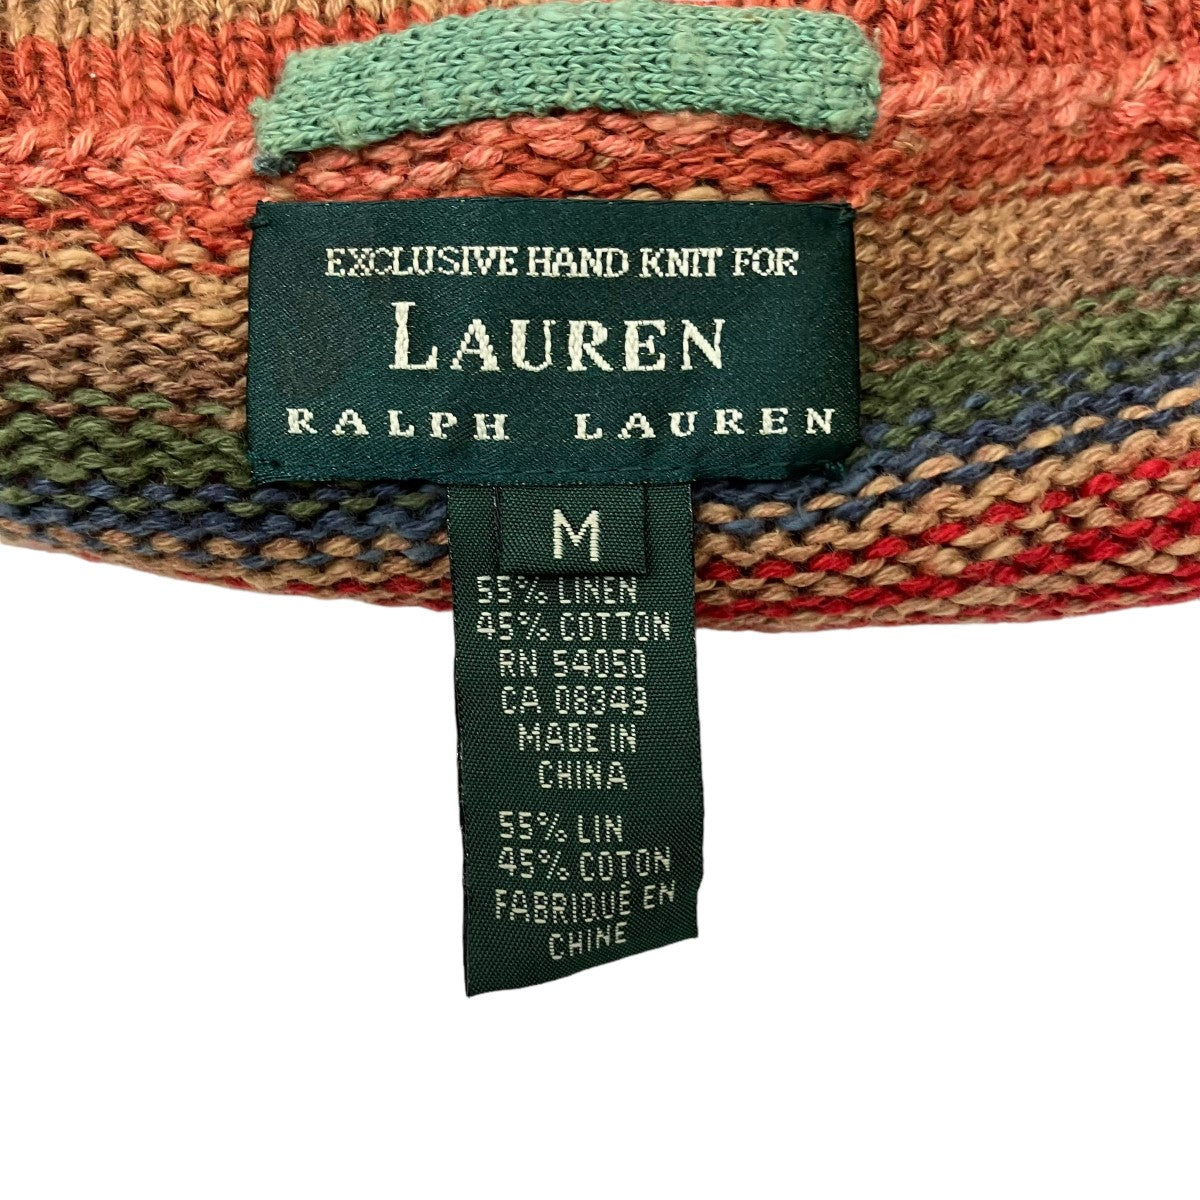 EXCLUSIVE HAND KNIT FOR
LAUREN
RALPH LAUREN
M
55% LINEN
45% COTTON
RN 54050
CA 08349
MADE IN
CHINA
55% LIN
45% COTON
FABRIQUÉ EN
CHINE